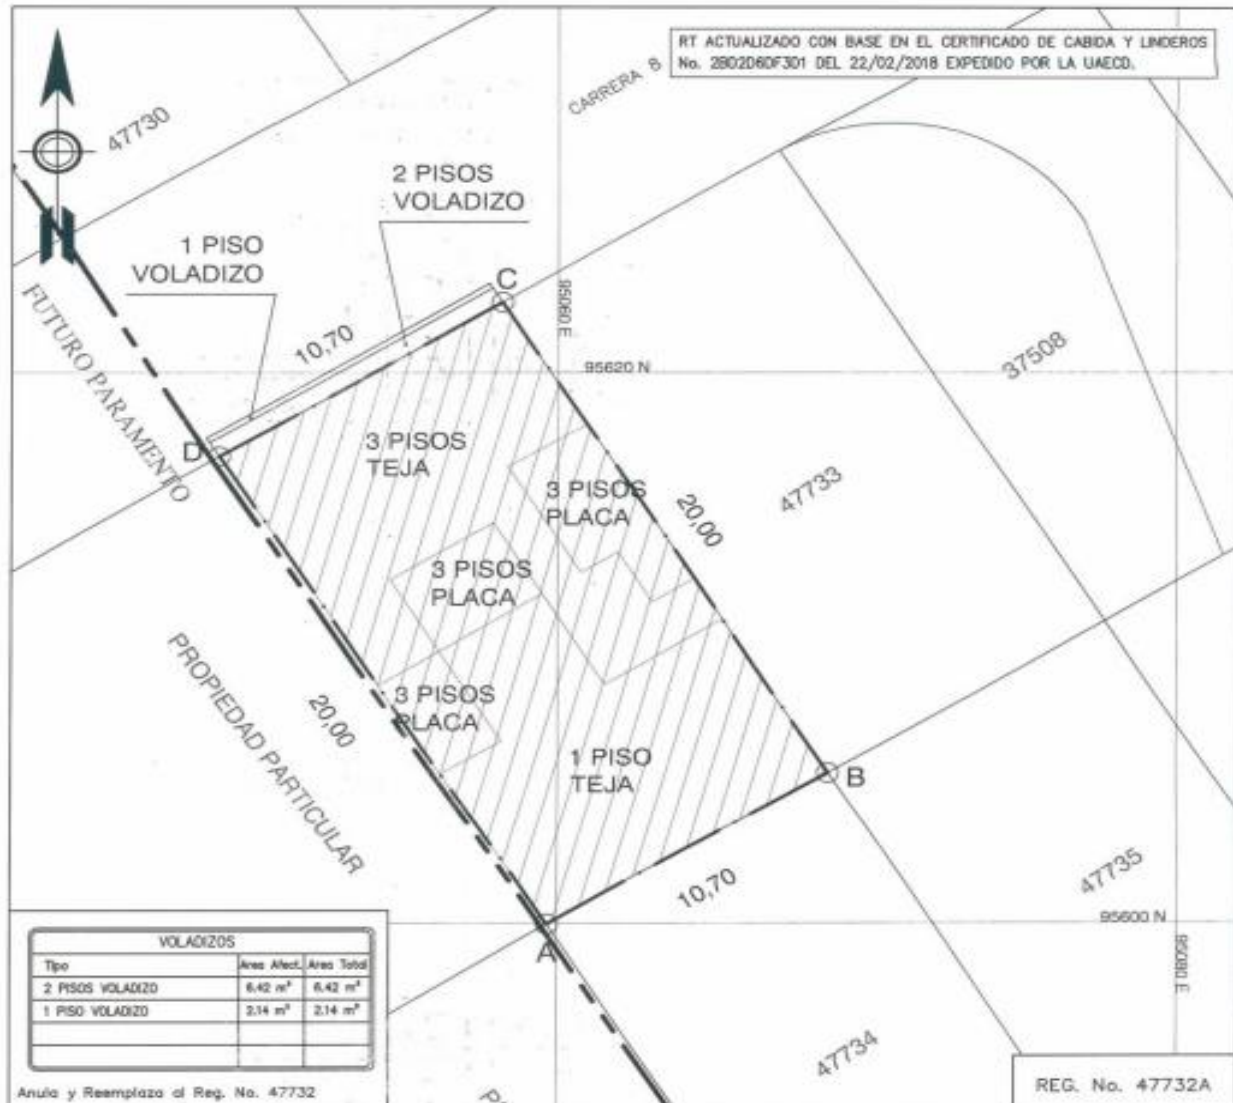 RT ACTUALIZADO CON BASE EN EL CERTIFICADO DE CABIDA Y LINDEROS
No. 2BD2D6DF3D1 DEL 22/02/2018 EXPEDIDO POR LA UAECD.
CARRERA 8
47730
N
2 PISOS
VOLADIZO
1 PISO
VOLADIZO
C
95060 E
10,70
FUTURO PARAMENTO
95620 N
37508
D
3 PISOS
TEJA
3 PISOS
PLACA
20,00
47733
3 PISOS
PLACA
PROPIEDAD PARTICULAR
20,00
3 PISOS
PLACA
1 PISO
TEJA
B
10,70
47735
95600 N
A
95080 E
47734
VOLADIZOS
Tipo Area Afect. Area Total
2 PISOS VOLADIZO 6,42 m² 6,42 m²
1 PISO VOLADIZO 2,14 m² 2,14 m²
Anula y Reemplaza al Reg. No. 47732
REG. No. 47732A